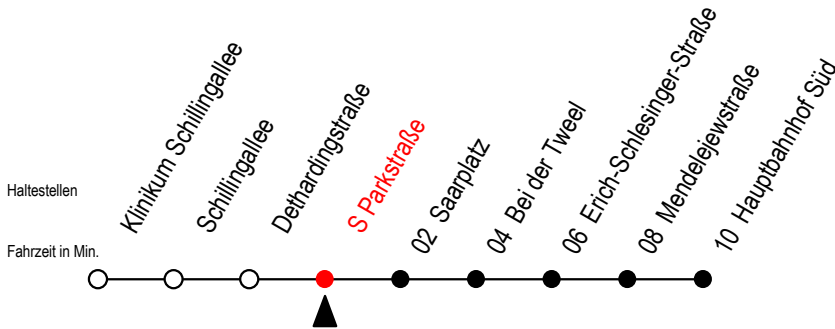 Haltestellen
Fahrzeit in Min.
Klinikum Schillingallee
Schillingallee
Dethardingstraße
S Parkstraße
02 Saarplatz
04 Bei der Tweel
06 Erich-Schlesinger-Straße
08 Mendelejewstraße
10 Hauptbahnhof Süd